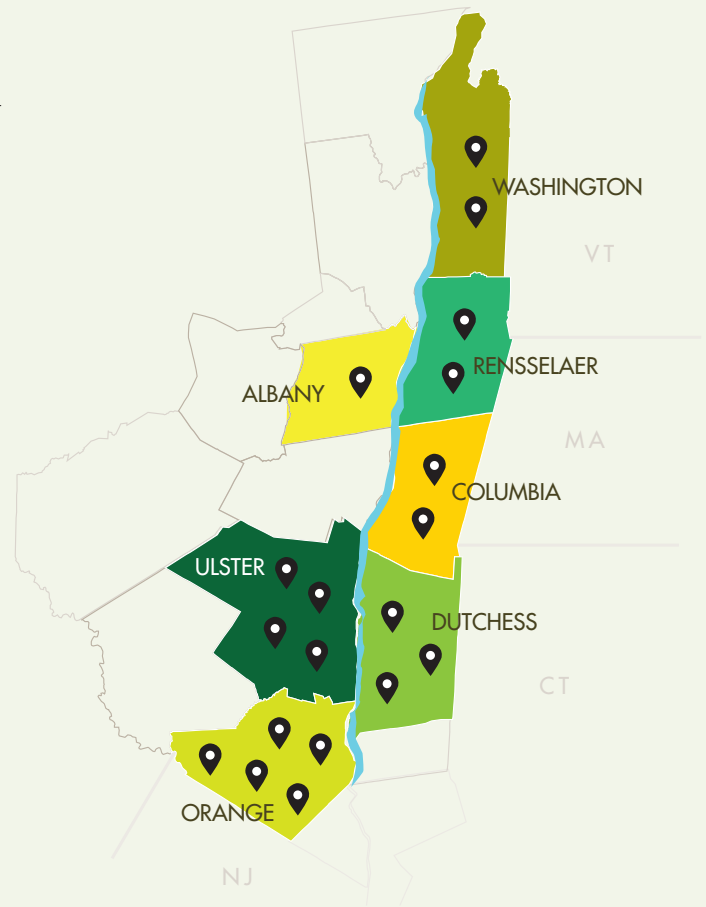 WASHINGTON
VT
RENSSELAER
ALBANY
MA
COLUMBIA
ULSTER
DUTCHESS
CT
ORANGE
NJ